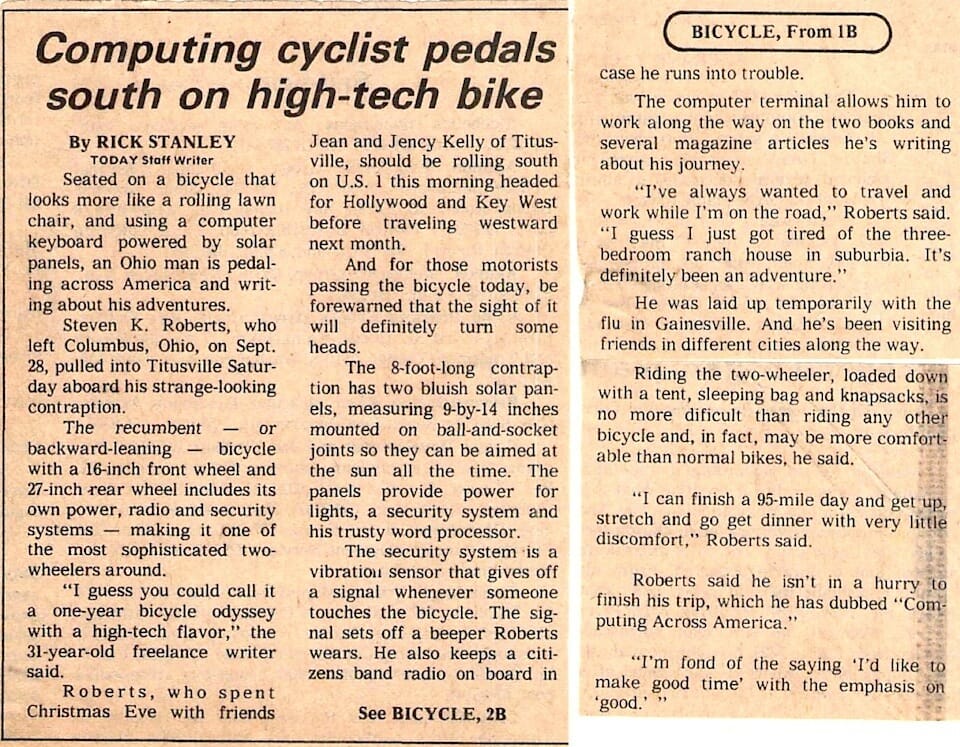 Computing cyclist pedals
south on high-tech bike
By RICK STANLEY
TODAY Staff Writer
Seated on a bicycle that
looks more like a rolling lawn
chair, and using a computer
keyboard powered by solar
panels, an Ohio man is pedal-
ing across America and writ-
ing about his adventures.
Steven K. Roberts, who
left Columbus, Ohio, on Sept.
28, pulled into Titusville Satur-
day aboard his strange-looking
contraption.
The recumbent — or
backward-leaning — bicycle
with a 16-inch front wheel and
27-inch rear wheel includes its
own power, radio and security
systems — making it one of
the most sophisticated two-
wheelers around.
“I guess you could call it
a one-year bicycle odyssey
with a high-tech flavor,” the
31-year-old freelance writer
said.
Roberts, who spent
Christmas Eve with friends
Jean and Jency Kelly of Titus-
ville, should be rolling south
on U.S. 1 this morning headed
for Hollywood and Key West
before traveling westward
next month.
And for those motorists
passing the bicycle today, be
forewarned that the sight of it
will definitely turn some
heads.
The 8-foot-long contrap-
tion has two bluish solar pan-
els, measuring 9-by-14 inches
mounted on ball-and-socket
joints so they can be aimed at
the sun all the time. The
panels provide power for
lights, a security system and
his trusty word processor.
The security system is a
vibration sensor that gives off
a signal whenever someone
touches the bicycle. The sig-
nal sets off a beeper Roberts
wears. He also keeps a citi-
zens band radio on board in
See BICYCLE, 2B
BICYCLE, From 1B
case he runs into trouble.
The computer terminal allows him to
work along the way on the two books and
several magazine articles he's writing
about his journey.
“I've always wanted to travel and
work while I'm on the road,” Roberts said.
“I guess I just got tired of the three-
bedroom ranch house in suburbia. It's
definitely been an adventure.”
He was laid up temporarily with the
flu in Gainesville. And he's been visiting
friends in different cities along the way.
Riding the two-wheeler, loaded down
with a tent, sleeping bag and knapsacks, is
no more dificult than riding any other
bicycle and, in fact, may be more comfort-
able than normal bikes, he said.
“I can finish a 95-mile day and get up,
stretch and go get dinner with very little
discomfort,” Roberts said.
Roberts said he isn't in a hurry to
finish his trip, which he has dubbed “Com-
puting Across America.”
“I'm fond of the saying ‘I'd like to
make good time’ with the emphasis on
‘good.’ ”